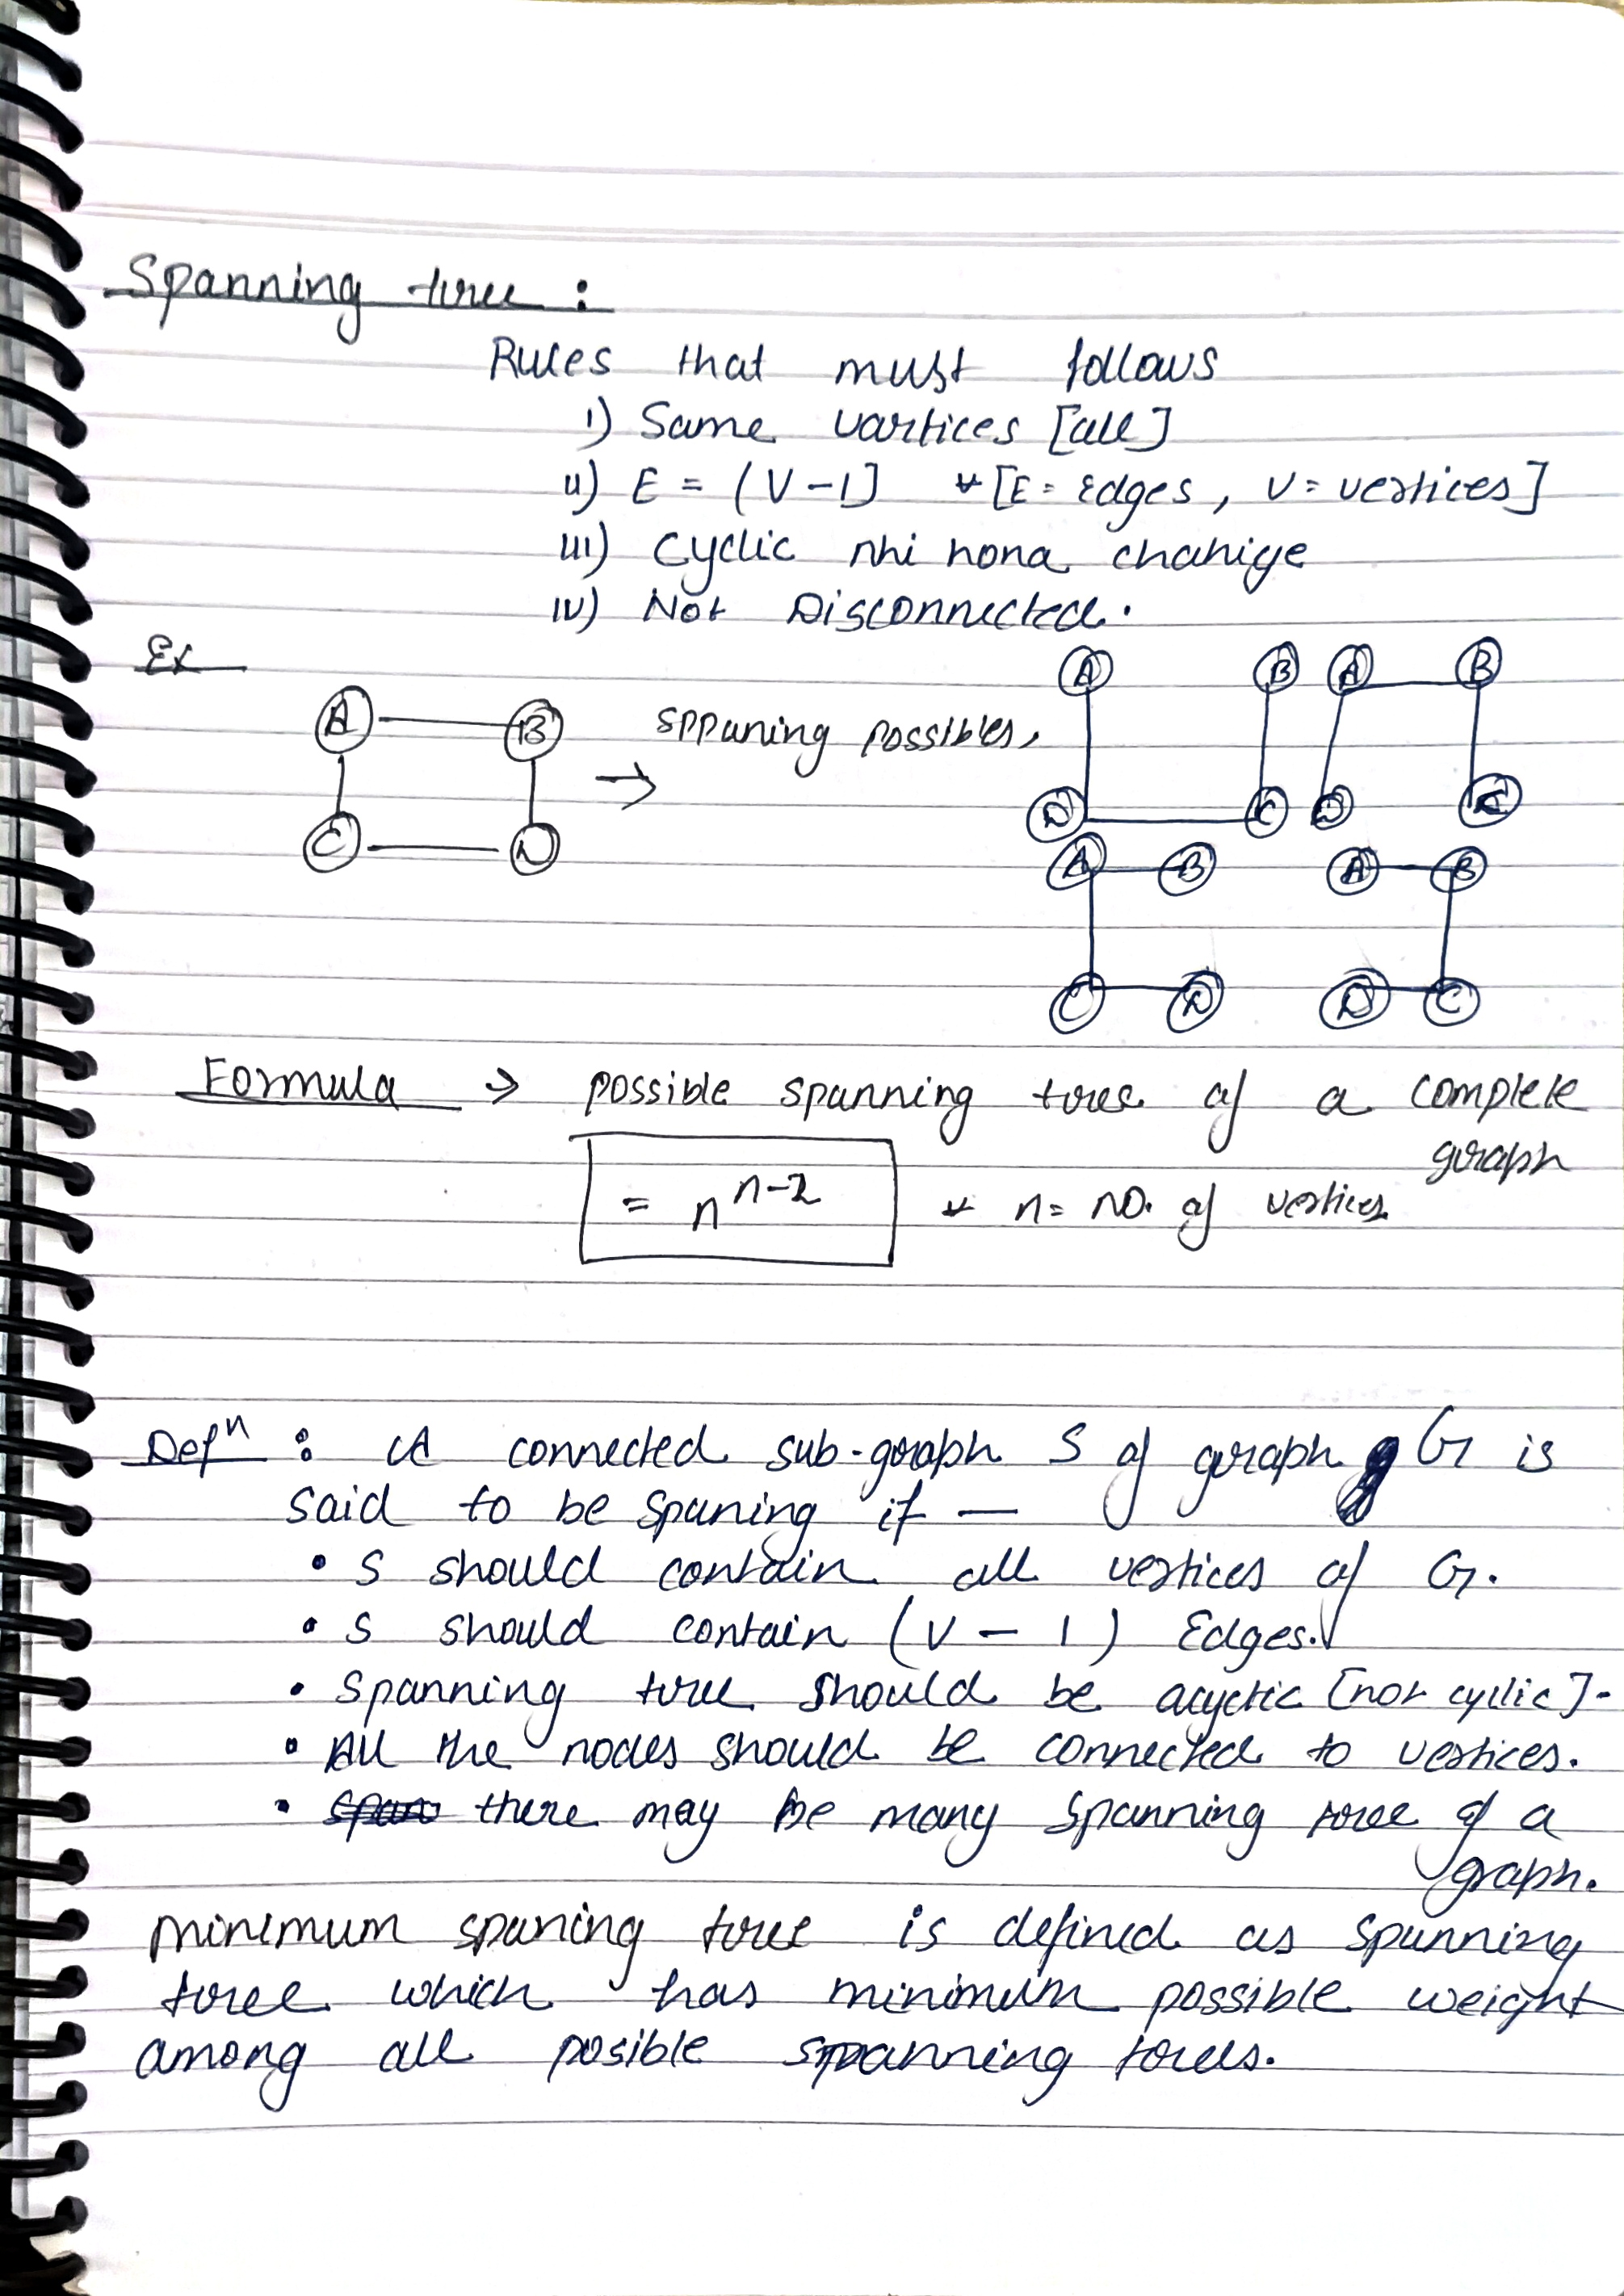 Spanning tree :
Rules that must follows
i) Same vartices [all]
ii) E = (V-1] * [E = Edges, V = vertices]
iii) Cyclic nhi hona chahiye
iv) Not Disconnected.
Ex
A B
C D
→ sppaning possibles,
A B A B
D C D C
A B A B
C D D C
Formula → possible spanning tree of a complete
graph
= n^n-2 * n = no. of vertices
Defⁿ : A connected sub-graph S of graph G is
said to be spaning if —
• S should contain all vertices of G.
• S should contain (V - 1) Edges.
• Spanning tree should be acyclic [not cyclic].
• All the nodes should be connected to vertices.
• there may be many spanning tree of a
graph.
minimum spaning tree is defined as spanning
tree which has minimum possible weight
among all posible spanning trees.